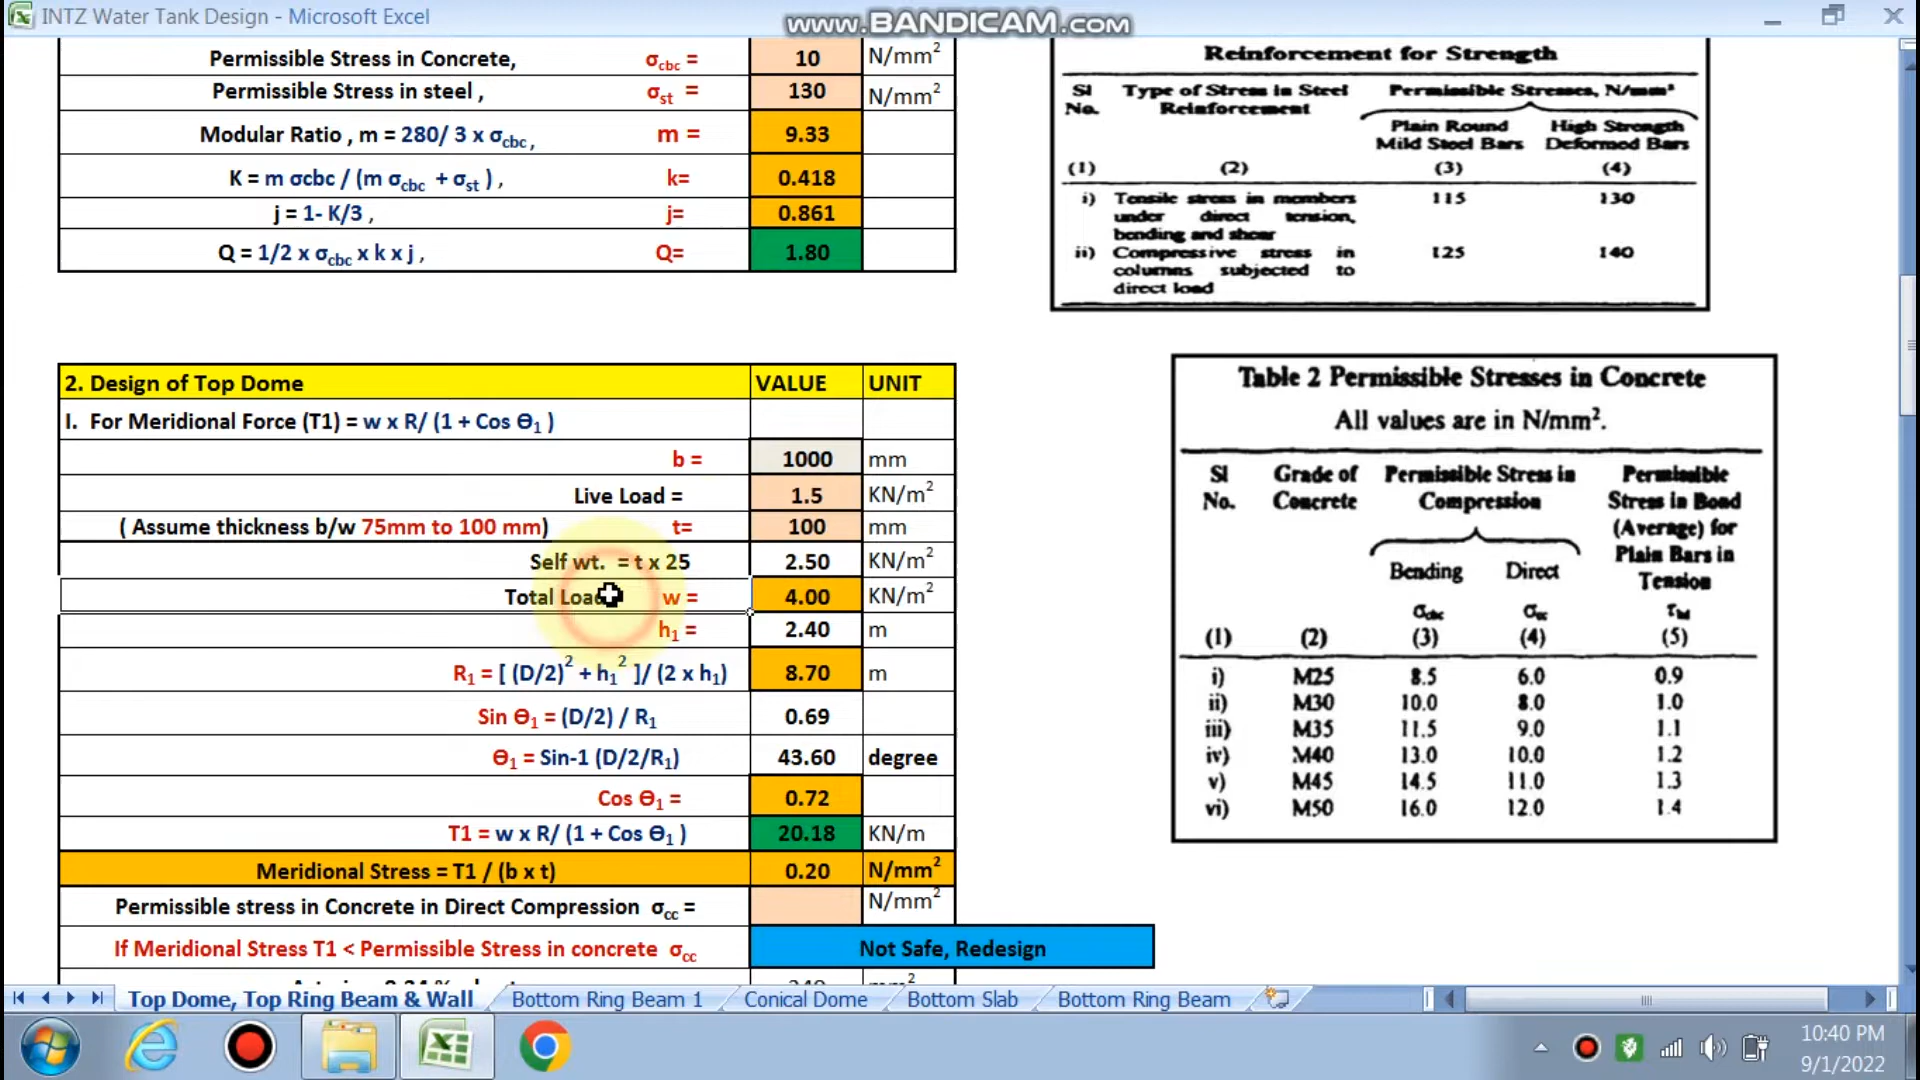 INTZ Water Tank Design - Microsoft Excel
www.BANDICAM.com
Permissible Stress in Concrete, σcbc = 10 N/mm²
Permissible Stress in steel , σst = 130 N/mm²
Modular Ratio , m = 280/ 3 x σcbc , m = 9.33
K = m σcbc / (m σcbc + σst ) , k= 0.418
j = 1- K/3 , j= 0.861
Q = 1/2 x σcbc x k x j , Q= 1.80
Reinforcement for Strength
Sl No. Type of Stress in Steel Reinforcement Permissible Stresses, N/mm²
Plain Round Mild Steel Bars High Strength Deformed Bars
(1) (2) (3) (4)
i) Tensile stress in members under direct tension, bending and shear 115 130
ii) Compressive stress in columns subjected to direct load 125 140
2. Design of Top Dome VALUE UNIT
I. For Meridional Force (T1) = w x R/ (1 + Cos Ɵ1 )
b = 1000 mm
Live Load = 1.5 KN/m²
( Assume thickness b/w 75mm to 100 mm) t= 100 mm
Self wt. = t x 25 2.50 KN/m²
Total Load w = 4.00 KN/m²
h1 = 2.40 m
R1 = [ (D/2)² + h1² ]/ (2 x h1) 8.70 m
Sin Ɵ1 = (D/2) / R1 0.69
Ɵ1 = Sin-1 (D/2/R1) 43.60 degree
Cos Ɵ1 = 0.72
T1 = w x R/ (1 + Cos Ɵ1 ) 20.18 KN/m
Meridional Stress = T1 / (b x t) 0.20 N/mm²
Permissible stress in Concrete in Direct Compression σcc = N/mm²
If Meridional Stress T1 < Permissible Stress in concrete σcc Not Safe, Redesign
Table 2 Permissible Stresses in Concrete
All values are in N/mm².
Sl No. Grade of Concrete Permissible Stress in Compression Permissible Stress in Bond (Average) for Plain Bars in Tension
Bending Direct
σcbc σcc τbd
(1) (2) (3) (4) (5)
i) M25 8.5 6.0 0.9
ii) M30 10.0 8.0 1.0
iii) M35 11.5 9.0 1.1
iv) M40 13.0 10.0 1.2
v) M45 14.5 11.0 1.3
vi) M50 16.0 12.0 1.4
Top Dome, Top Ring Beam & Wall Bottom Ring Beam 1 Conical Dome Bottom Slab Bottom Ring Beam
10:40 PM
9/1/2022